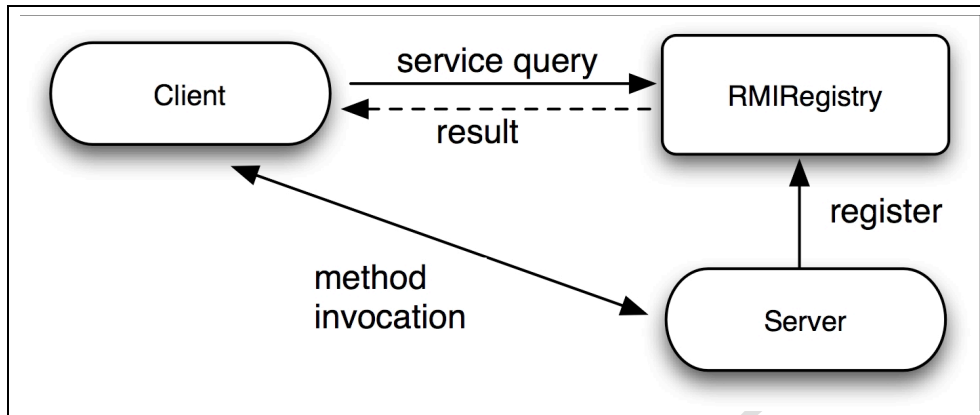 Client
service query
result
RMIRegistry
register
method
invocation
Server